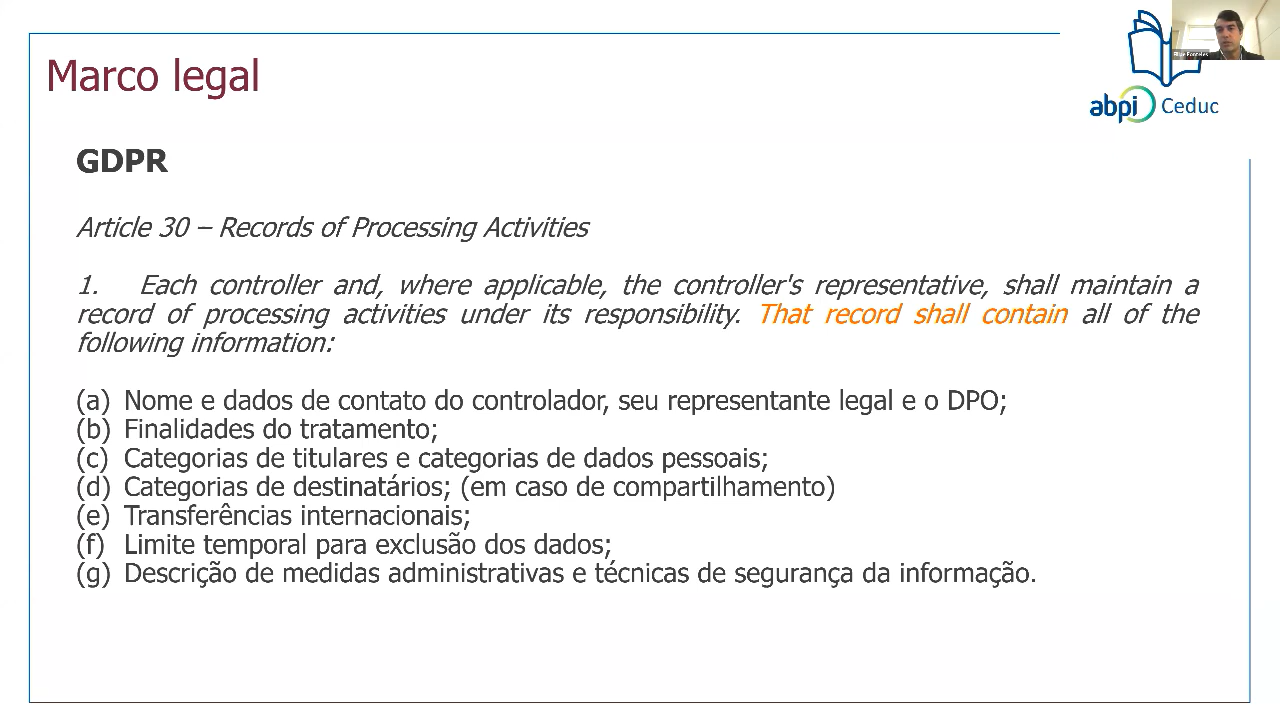 Marco legal
abpi Ceduc
GDPR
Article 30 – Records of Processing Activities
1. Each controller and, where applicable, the controller's representative, shall maintain a
record of processing activities under its responsibility. That record shall contain all of the
following information:
(a) Nome e dados de contato do controlador, seu representante legal e o DPO;
(b) Finalidades do tratamento;
(c) Categorias de titulares e categorias de dados pessoais;
(d) Categorias de destinatários; (em caso de compartilhamento)
(e) Transferências internacionais;
(f) Limite temporal para exclusão dos dados;
(g) Descrição de medidas administrativas e técnicas de segurança da informação.